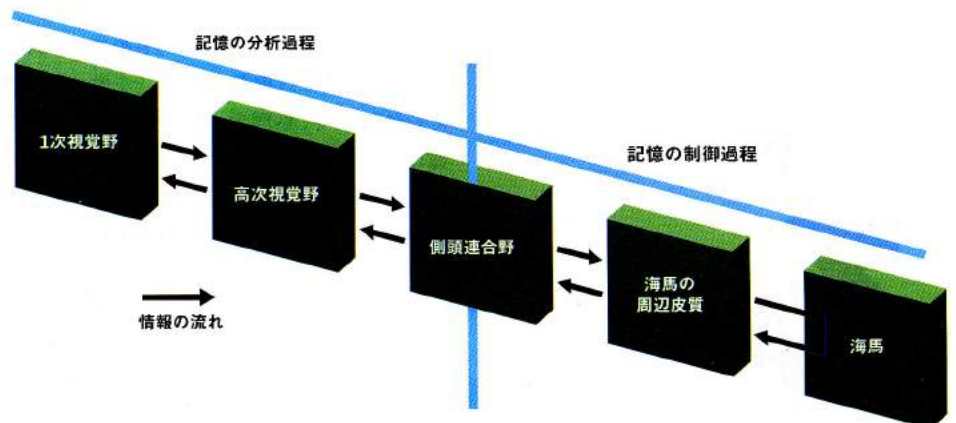 記憶の分析過程
1次視覚野
高次視覚野
記憶の制御過程
側頭連合野
海馬の
周辺皮質
海馬
情報の流れ